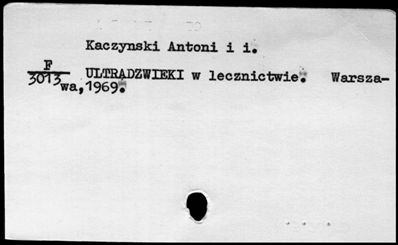 Kaczynski Antoni i i.
F
3013 ULTRADZWIEKI w lecznictwie. Warsza-
wa,1969.